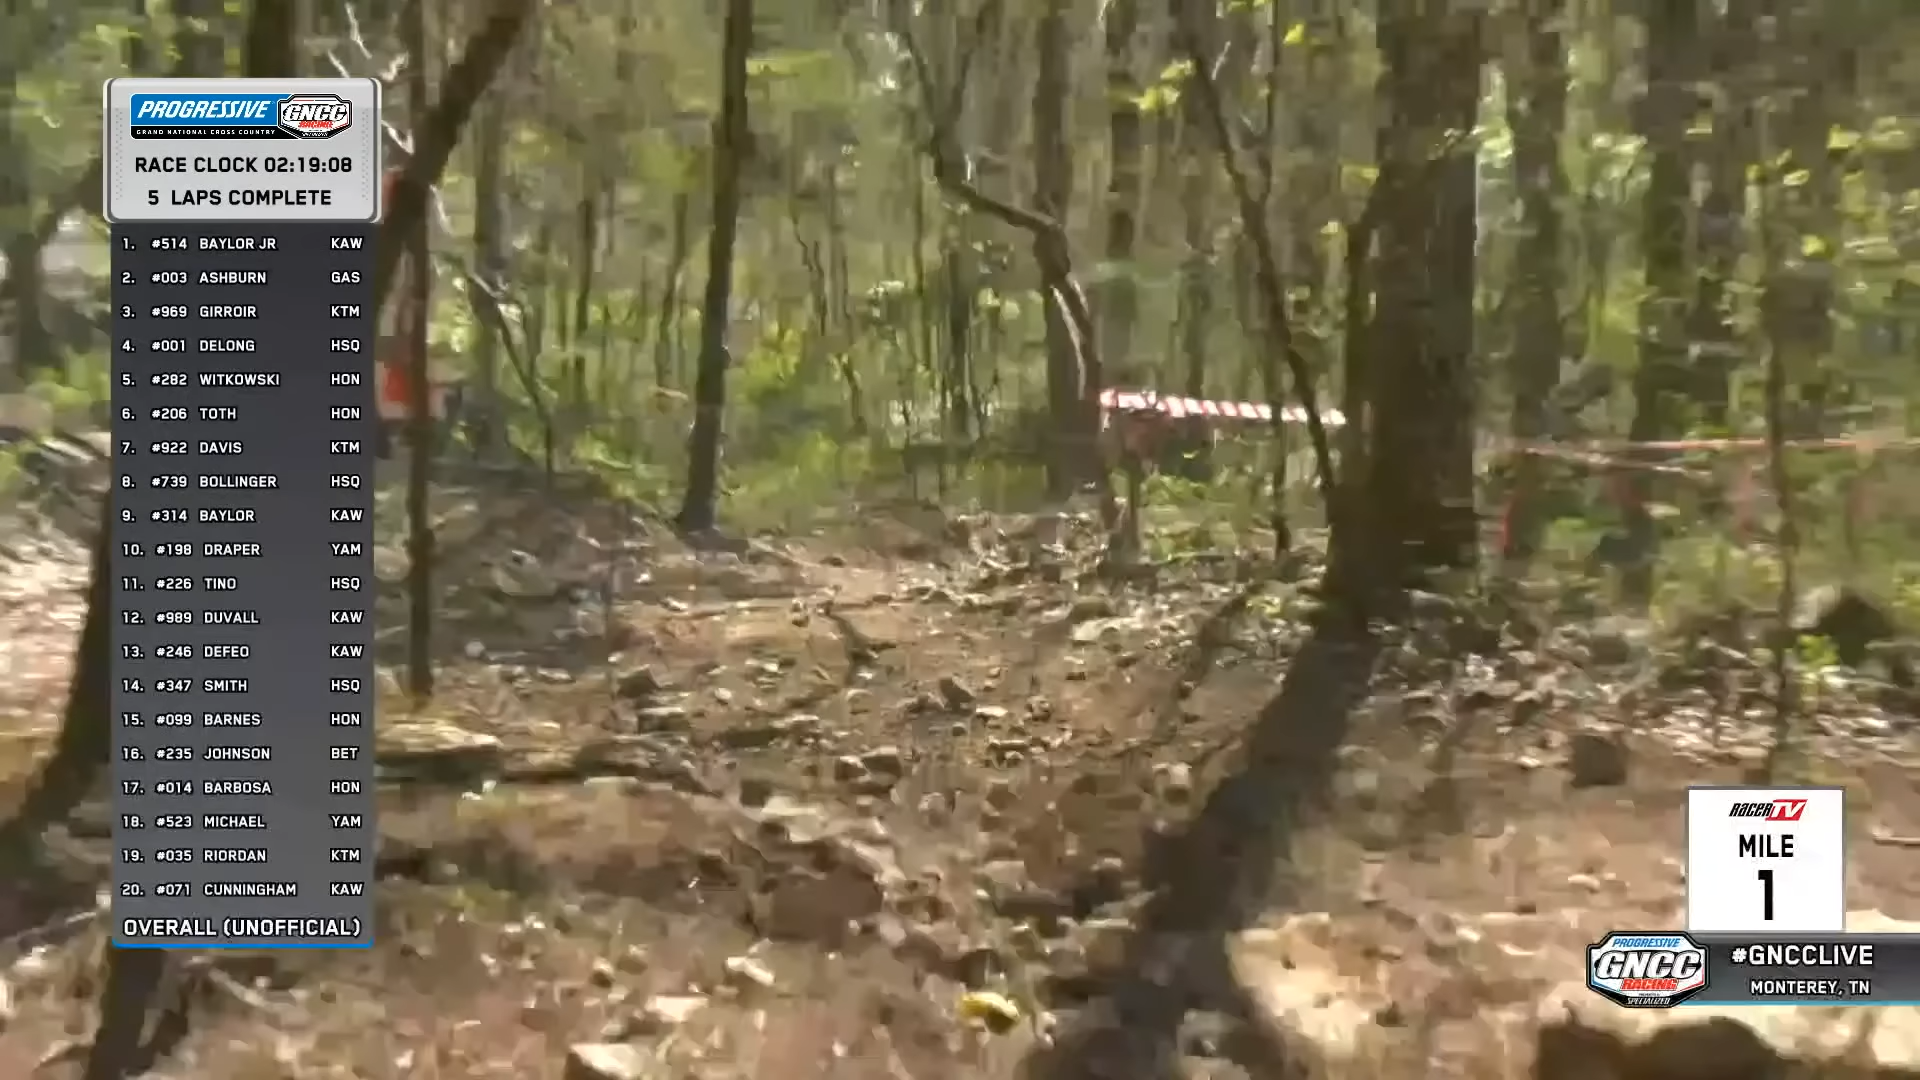 PROGRESSIVE GNCC RACING
GRAND NATIONAL CROSS COUNTRY
RACE CLOCK 02:19:08
5 LAPS COMPLETE
1. #514 BAYLOR JR KAW
2. #003 ASHBURN GAS
3. #969 GIRROIR KTM
4. #001 DELONG HSQ
5. #282 WITKOWSKI HON
6. #206 TOTH HON
7. #922 DAVIS KTM
8. #739 BOLLINGER HSQ
9. #314 BAYLOR KAW
10. #198 DRAPER YAM
11. #226 TINO HSQ
12. #989 DUVALL KAW
13. #246 DEFEO KAW
14. #347 SMITH HSQ
15. #099 BARNES HON
16. #235 JOHNSON BET
17. #014 BARBOSA HON
18. #523 MICHAEL YAM
19. #035 RIORDAN KTM
20. #071 CUNNINGHAM KAW
OVERALL (UNOFFICIAL)
RACER TV
MILE
1
PROGRESSIVE
GNCC
RACING
SPECIALIZED
#GNCCLIVE
MONTEREY, TN